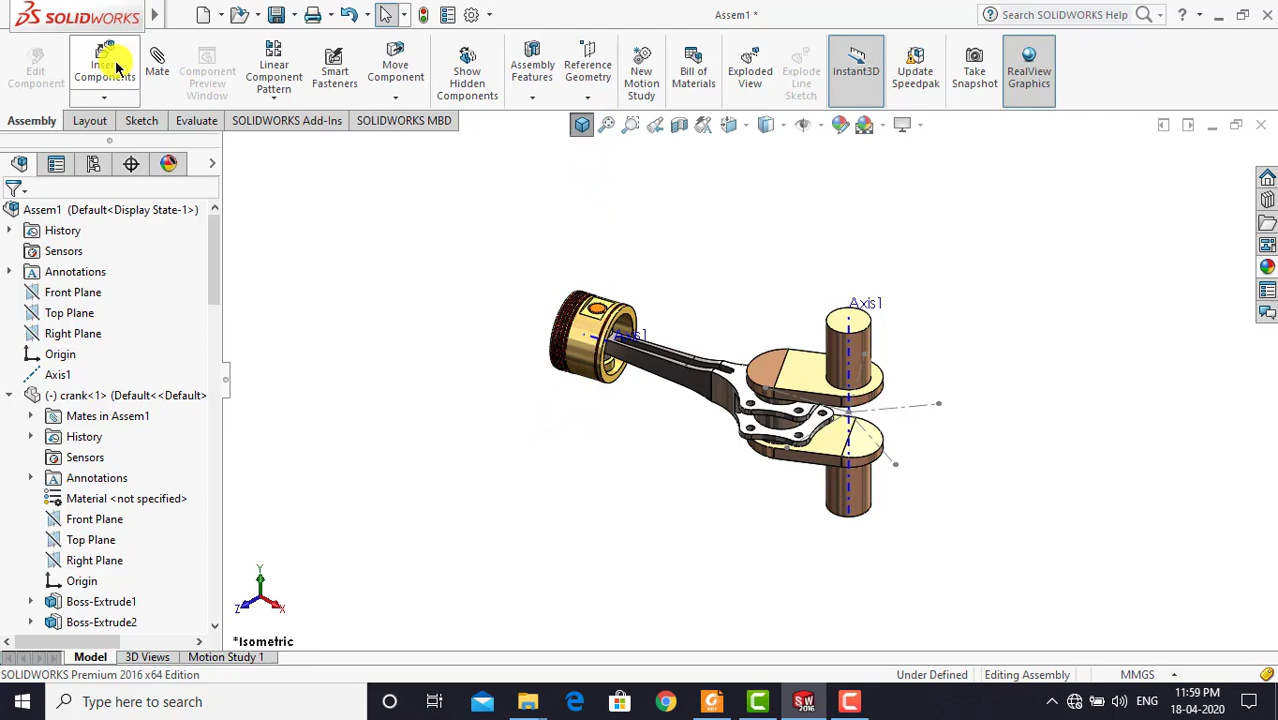 SOLIDWORKS
Assem1 *
Search SOLIDWORKS Help
Edit Component
Insert Components
Mate
Component Preview Window
Linear Component Pattern
Smart Fasteners
Move Component
Show Hidden Components
Assembly Features
Reference Geometry
New Motion Study
Bill of Materials
Exploded View
Explode Line Sketch
Instant3D
Update Speedpak
Take Snapshot
RealView Graphics
Assembly
Layout
Sketch
Evaluate
SOLIDWORKS Add-Ins
SOLIDWORKS MBD
Assem1 (Default<Display State-1>)
History
Sensors
Annotations
Front Plane
Top Plane
Right Plane
Origin
Axis1
(-) crank<1> (Default<<Default>
Mates in Assem1
History
Sensors
Annotations
Material <not specified>
Front Plane
Top Plane
Right Plane
Origin
Boss-Extrude1
Boss-Extrude2
Axis1
Axis1
Y
Z
X
*Isometric
Model
3D Views
Motion Study 1
SOLIDWORKS Premium 2016 x64 Edition
Under Defined
Editing Assembly
MMGS
Type here to search
SW
2016
ENG
11:59 PM
18-04-2020